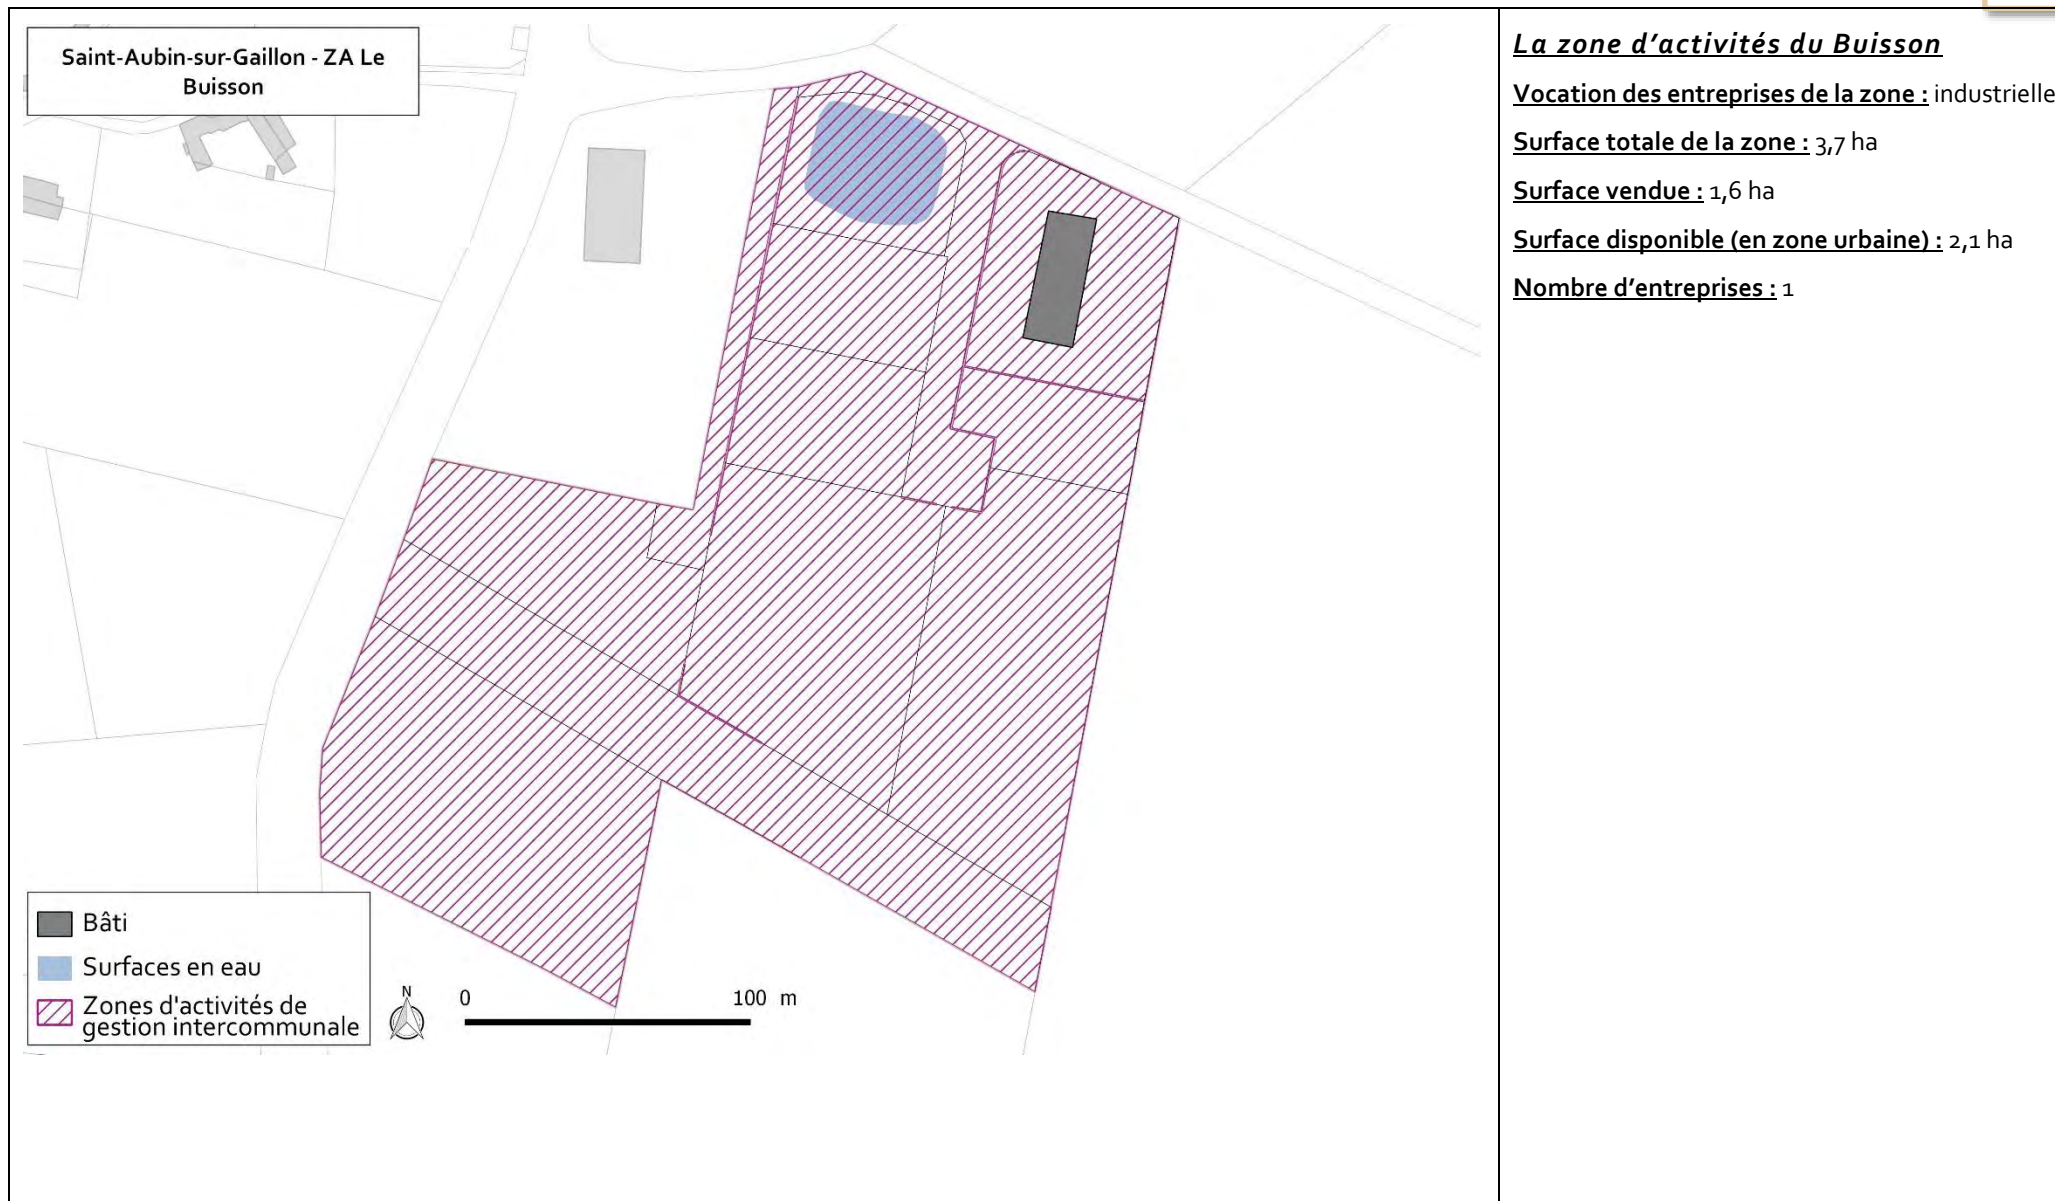 Saint-Aubin-sur-Gaillon - ZA Le
Buisson
Bâti
Surfaces en eau
Zones d'activités de
gestion intercommunale
N
0 100 m
La zone d’activités du Buisson
Vocation des entreprises de la zone : industrielle
Surface totale de la zone : 3,7 ha
Surface vendue : 1,6 ha
Surface disponible (en zone urbaine) : 2,1 ha
Nombre d’entreprises : 1